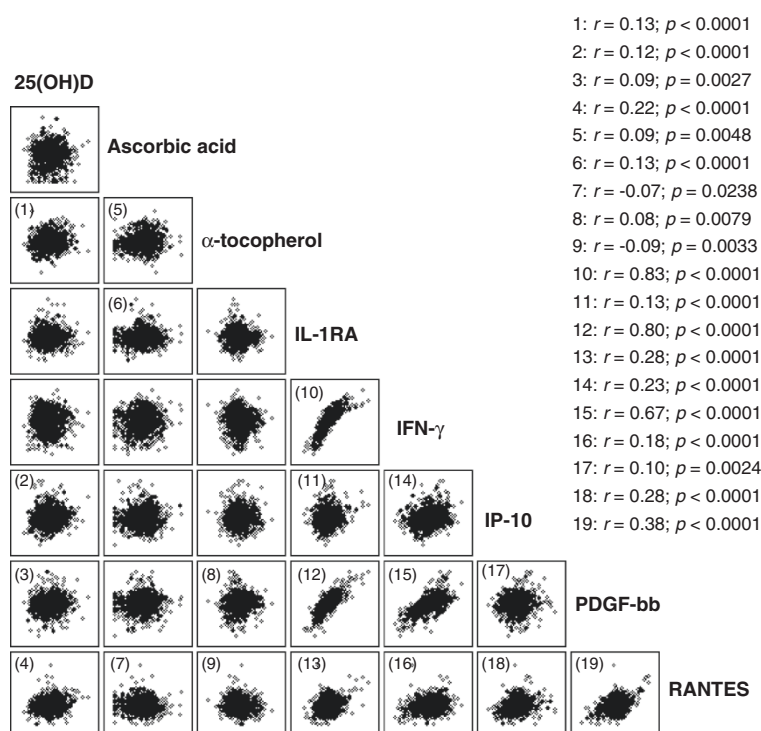 1: r = 0.13; p < 0.0001
2: r = 0.12; p < 0.0001
3: r = 0.09; p = 0.0027
4: r = 0.22; p < 0.0001
5: r = 0.09; p = 0.0048
6: r = 0.13; p < 0.0001
7: r = -0.07; p = 0.0238
8: r = 0.08; p = 0.0079
9: r = -0.09; p = 0.0033
10: r = 0.83; p < 0.0001
11: r = 0.13; p < 0.0001
12: r = 0.80; p < 0.0001
13: r = 0.28; p < 0.0001
14: r = 0.23; p < 0.0001
15: r = 0.67; p < 0.0001
16: r = 0.18; p < 0.0001
17: r = 0.10; p = 0.0024
18: r = 0.28; p < 0.0001
19: r = 0.38; p < 0.0001
25(OH)D
Ascorbic acid
(1) (5) α-tocopherol
(6) IL-1RA
(10) IFN-γ
(2) (11) (14) IP-10
(3) (8) (12) (15) (17) PDGF-bb
(4) (7) (9) (13) (16) (18) (19) RANTES